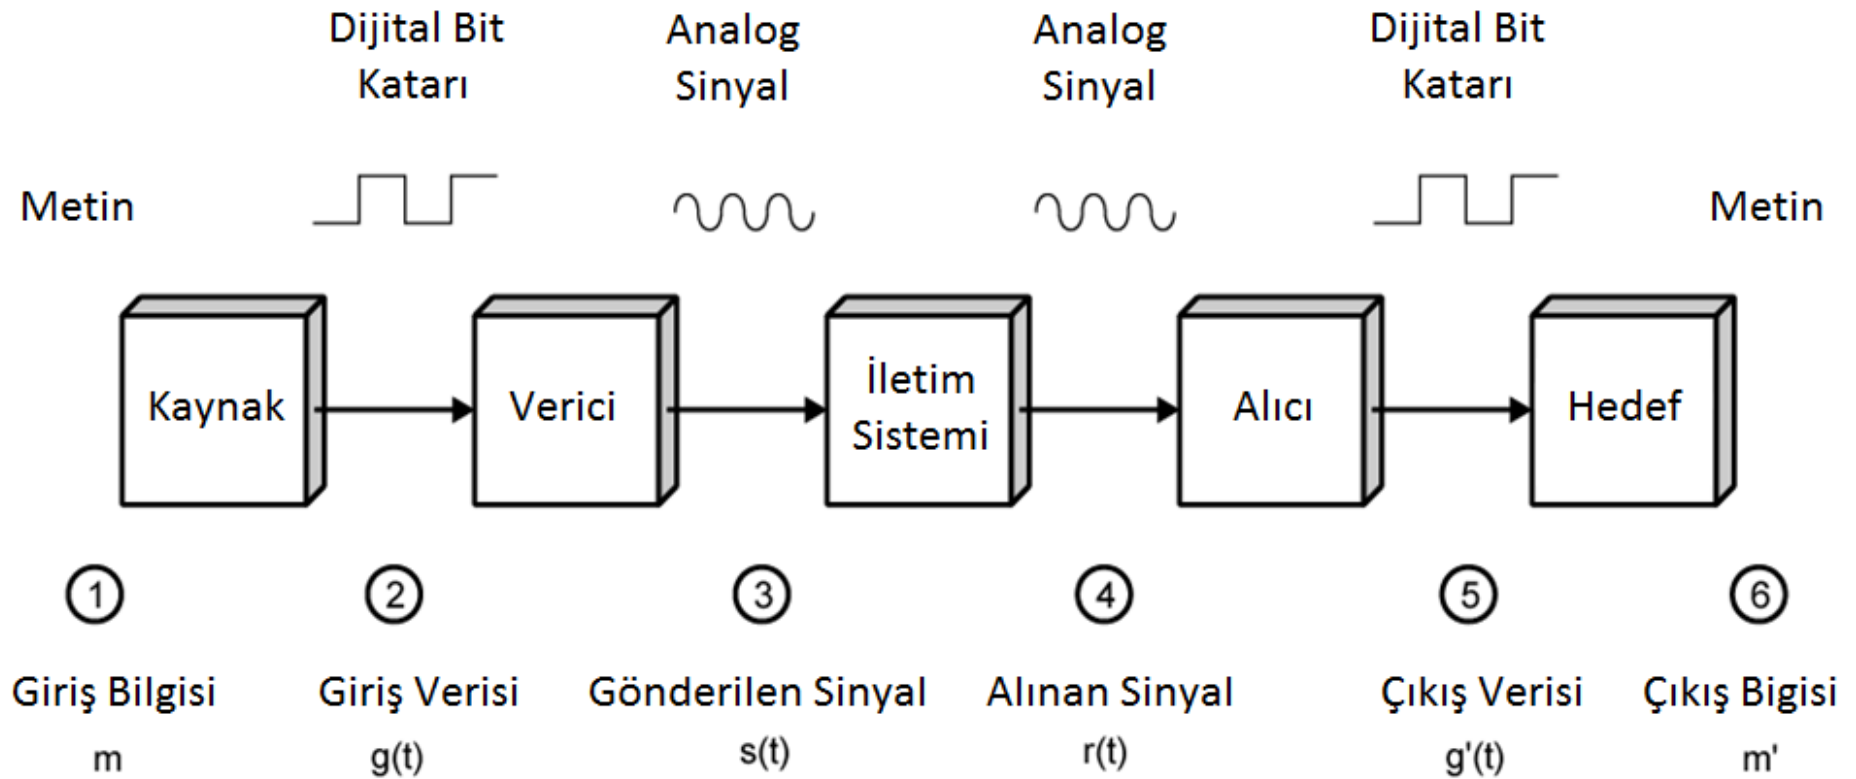 Dijital Bit
Katarı
Analog
Sinyal
Analog
Sinyal
Dijital Bit
Katarı
Metin
Metin
Kaynak
Verici
İletim
Sistemi
Alıcı
Hedef
1
2
3
4
5
6
Giriş Bilgisi
Giriş Verisi
Gönderilen Sinyal
Alınan Sinyal
Çıkış Verisi
Çıkış Bigisi
m
g(t)
s(t)
r(t)
g'(t)
m'